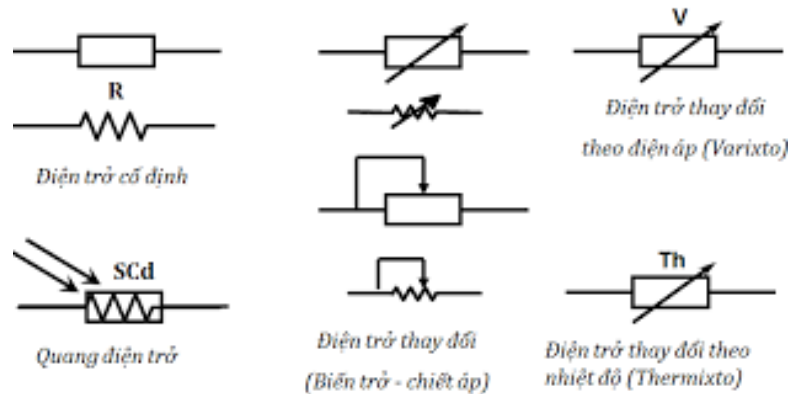 R
Điện trở cố định
SCd
Quang điện trở
Điện trở thay đổi
(Biến trở - chiết áp)
V
Điện trở thay đổi
theo điện áp (Varixto)
Th
Điện trở thay đổi theo
nhiệt độ (Thermixto)